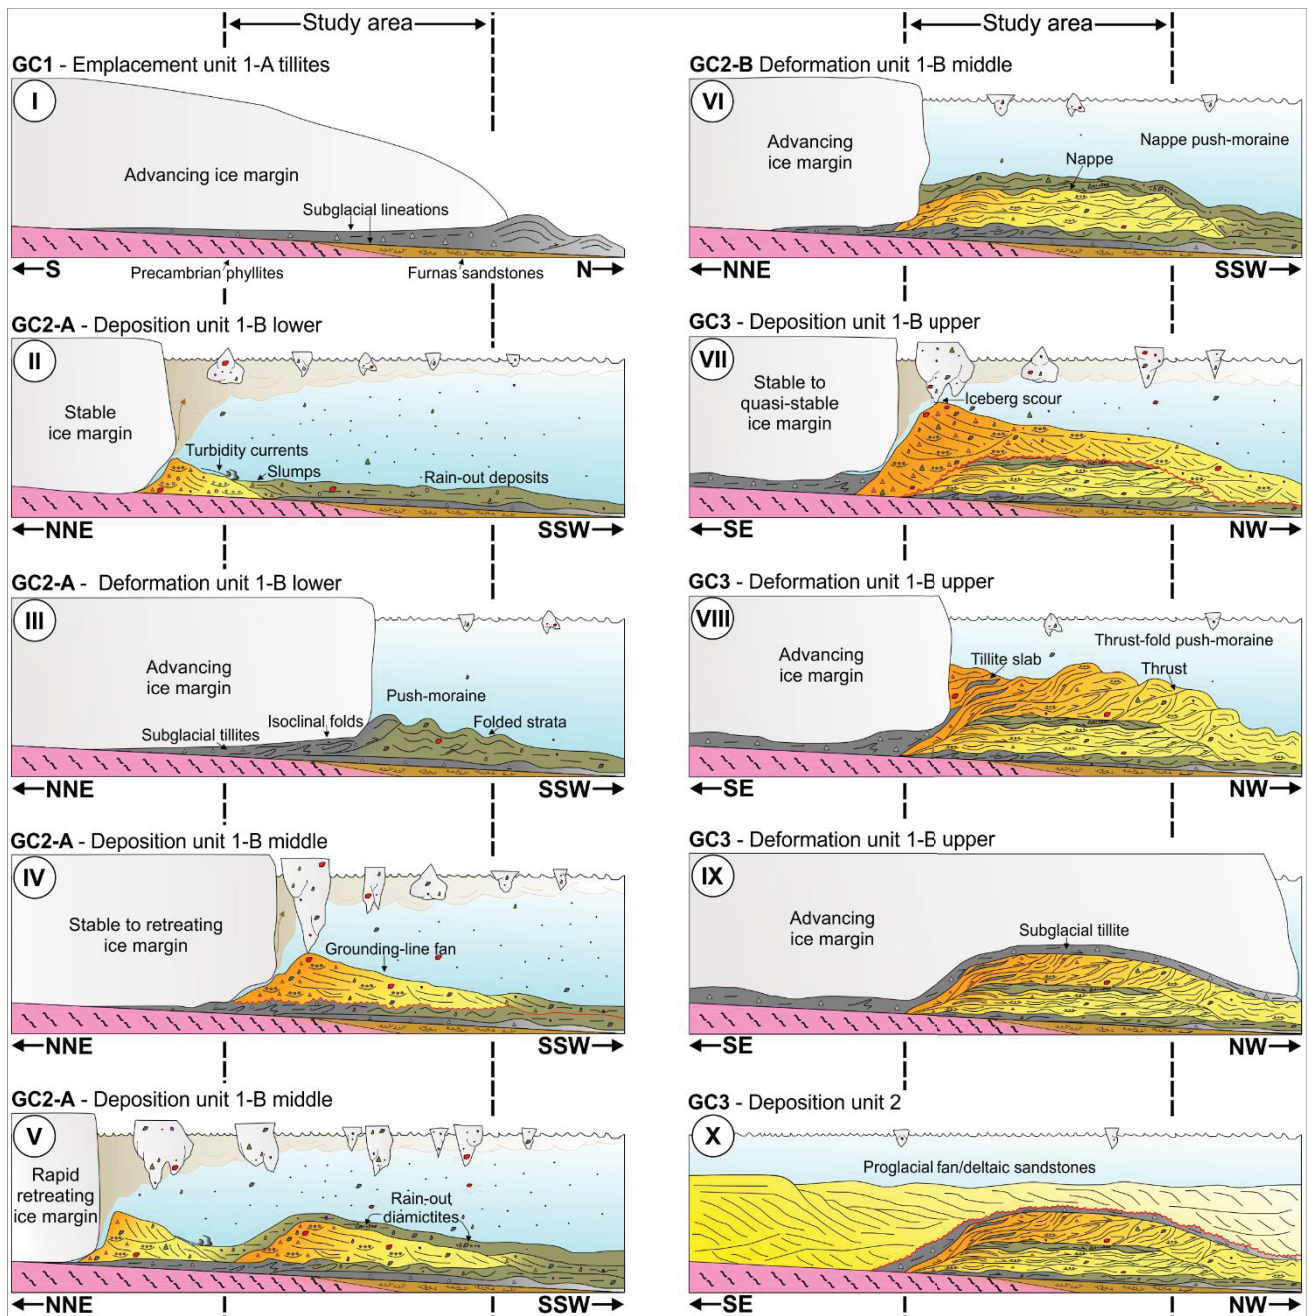 Study area
GC1 - Emplacement unit 1-A tillites
I
Advancing ice margin
Subglacial lineations
S
Precambrian phyllites
Furnas sandstones
N
GC2-A - Deposition unit 1-B lower
II
Stable
ice margin
Turbidity currents
Slumps
Rain-out deposits
NNE
SSW
GC2-A - Deformation unit 1-B lower
III
Advancing
ice margin
Push-moraine
Isoclinal folds
Folded strata
Subglacial tillites
NNE
SSW
GC2-A - Deposition unit 1-B middle
IV
Stable to retreating
ice margin
Grounding-line fan
NNE
SSW
GC2-A - Deposition unit 1-B middle
V
Rapid
retreating
ice margin
Rain-out
diamictites
NNE
SSW
Study area
GC2-B Deformation unit 1-B middle
VI
Advancing
ice margin
Nappe push-moraine
Nappe
NNE
SSW
GC3 - Deposition unit 1-B upper
VII
Stable to
quasi-stable
ice margin
Iceberg scour
SE
NW
GC3 - Deformation unit 1-B upper
VIII
Advancing
ice margin
Thrust-fold push-moraine
Tillite slab
Thrust
SE
NW
GC3 - Deformation unit 1-B upper
IX
Advancing
ice margin
Subglacial tillite
SE
NW
GC3 - Deposition unit 2
X
Proglacial fan/deltaic sandstones
SE
NW